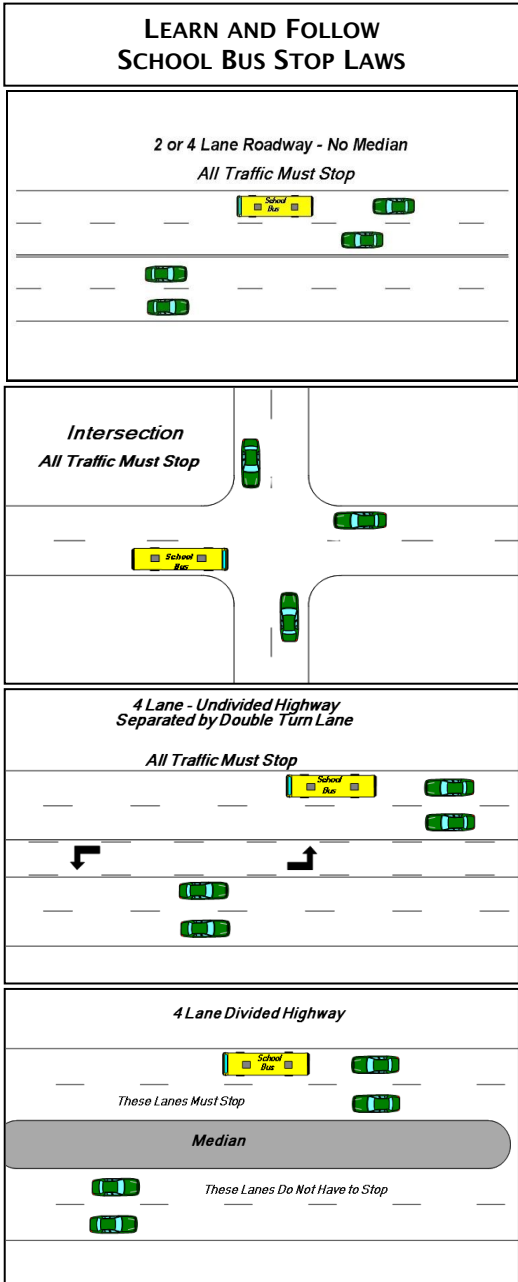 LEARN AND FOLLOW
SCHOOL BUS STOP LAWS
2 or 4 Lane Roadway - No Median
All Traffic Must Stop
School
Bus
Intersection
All Traffic Must Stop
School
Bus
4 Lane - Undivided Highway
Separated by Double Turn Lane
All Traffic Must Stop
School
Bus
4 Lane Divided Highway
School
Bus
These Lanes Must Stop
Median
These Lanes Do Not Have to Stop